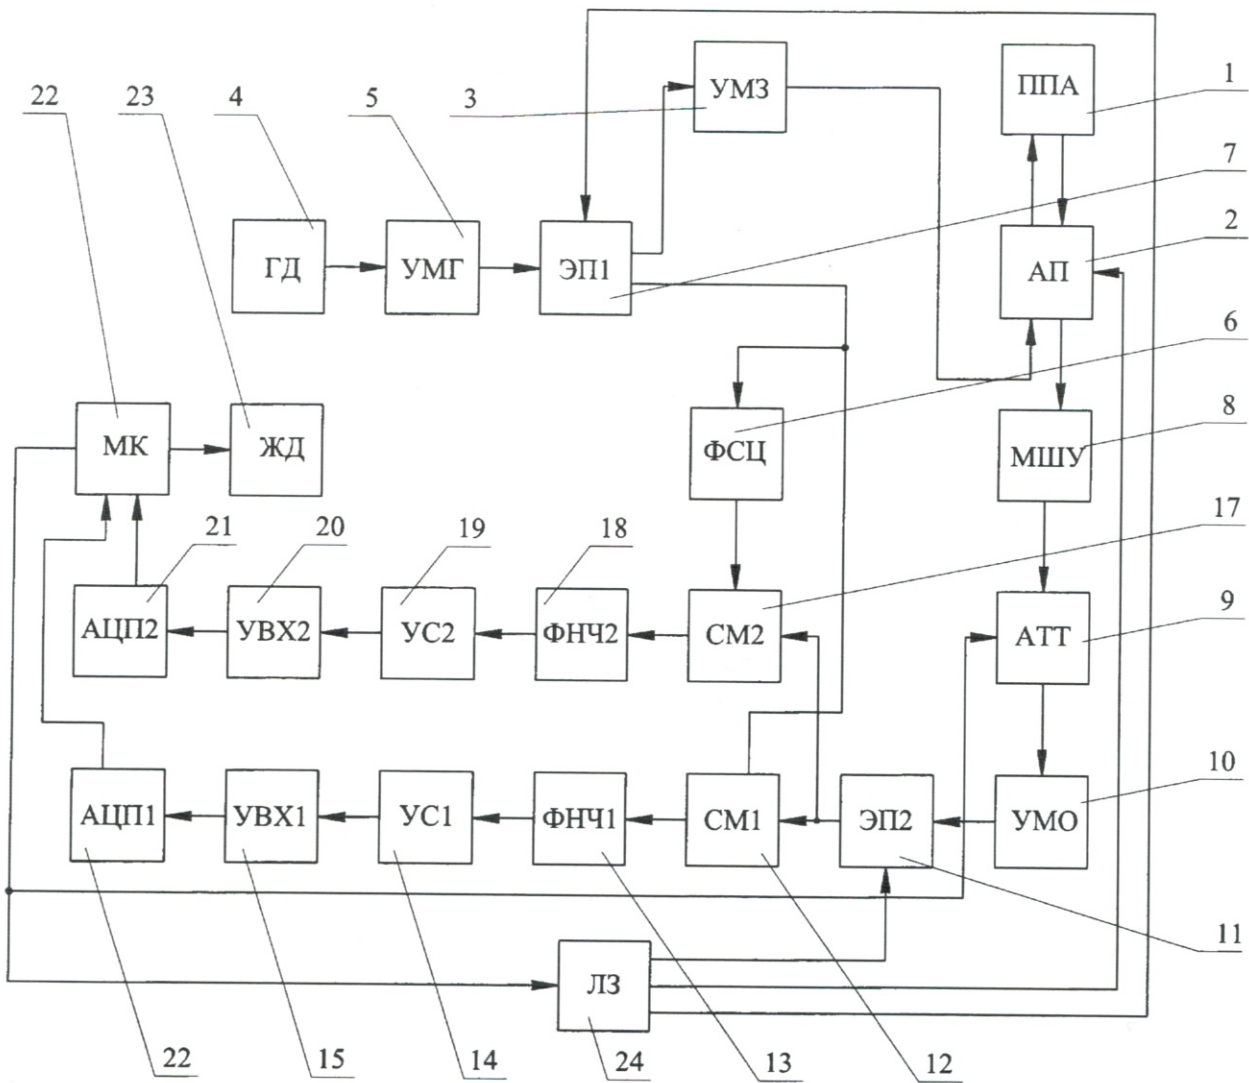 22 23 4 5 3 УМЗ ППА 1
7
ГД УМГ ЭП1 АП 2
6
МК ЖД ФСЦ МШУ 8
21 20 19 18 17
АЦП2 УВХ2 УС2 ФНЧ2 СМ2 АТТ 9
АЦП1 УВХ1 УС1 ФНЧ1 СМ1 ЭП2 УМО 10
11
ЛЗ
22 15 14 24 13 12